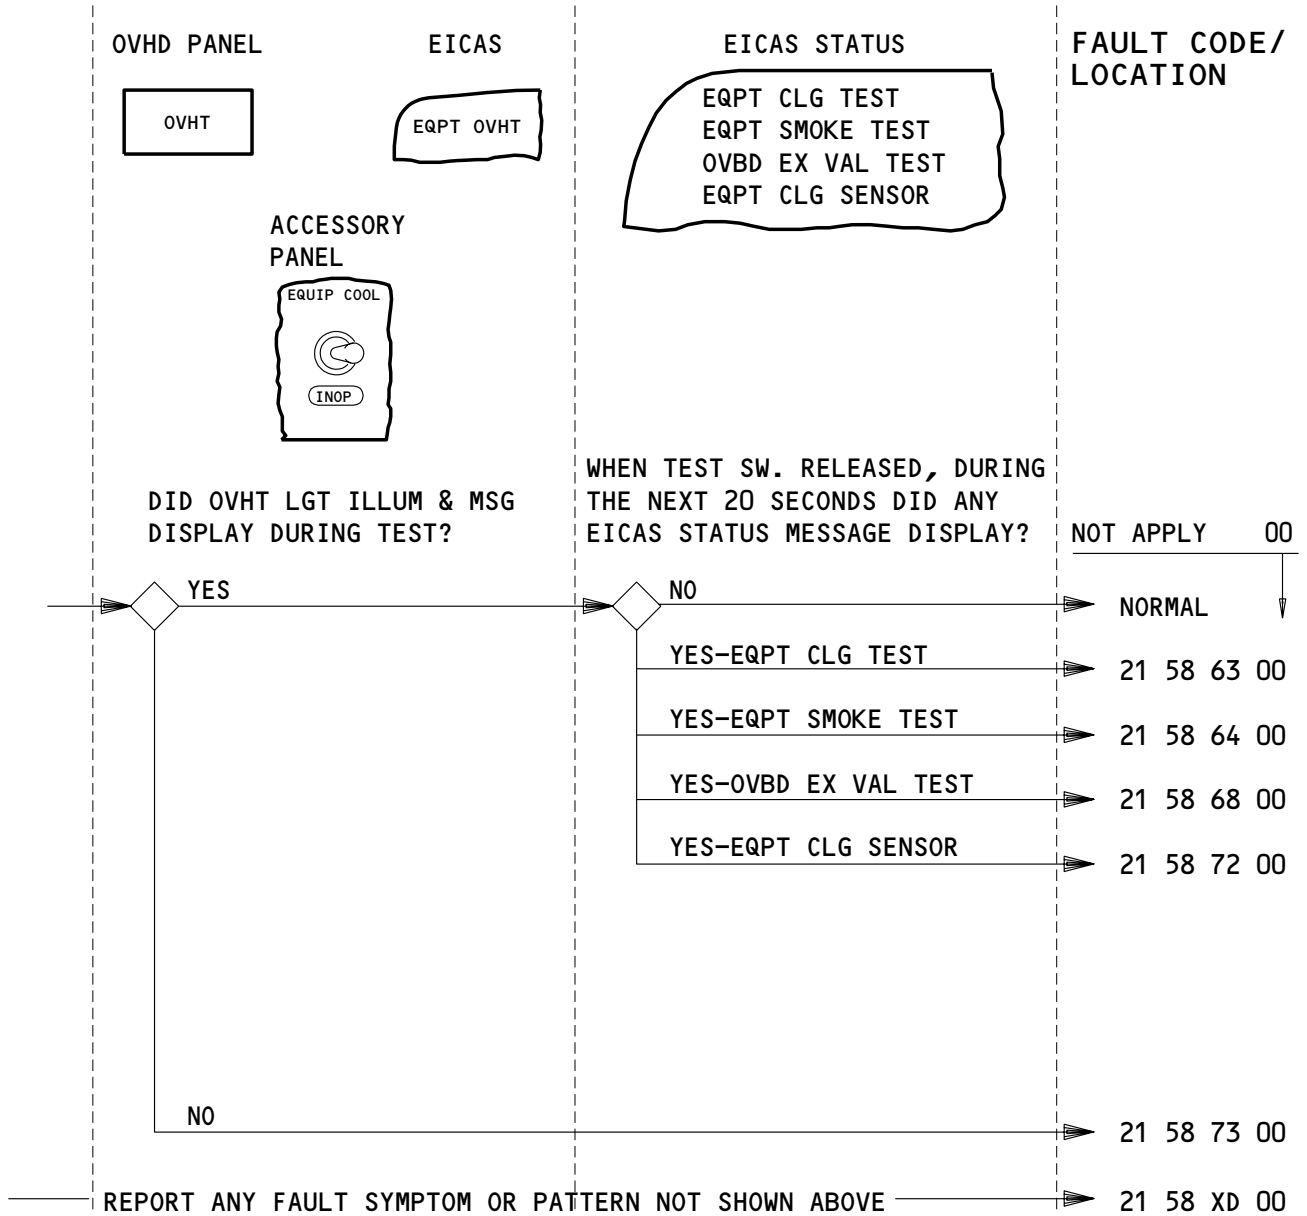 OVHD PANEL
EICAS
EICAS STATUS
FAULT CODE/
LOCATION
OVHT
EQPT OVHT
EQPT CLG TEST
EQPT SMOKE TEST
OVBD EX VAL TEST
EQPT CLG SENSOR
ACCESSORY
PANEL
EQUIP COOL
INOP
DID OVHT LGT ILLUM & MSG
DISPLAY DURING TEST?
WHEN TEST SW. RELEASED, DURING
THE NEXT 20 SECONDS DID ANY
EICAS STATUS MESSAGE DISPLAY?
NOT APPLY 00
YES
NO
NORMAL
YES-EQPT CLG TEST
21 58 63 00
YES-EQPT SMOKE TEST
21 58 64 00
YES-OVBD EX VAL TEST
21 58 68 00
YES-EQPT CLG SENSOR
21 58 72 00
NO
21 58 73 00
REPORT ANY FAULT SYMPTOM OR PATTERN NOT SHOWN ABOVE
21 58 XD 00